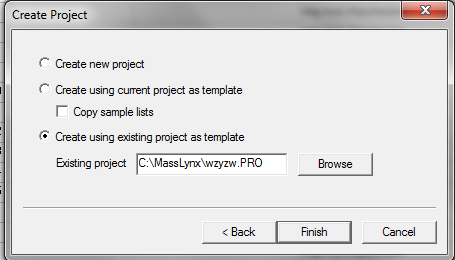 Create Project
Create new project
Create using current project as template
Copy sample lists
Create using existing project as template
Existing project C:\MassLynx\wzyzw.PRO Browse
< Back Finish Cancel